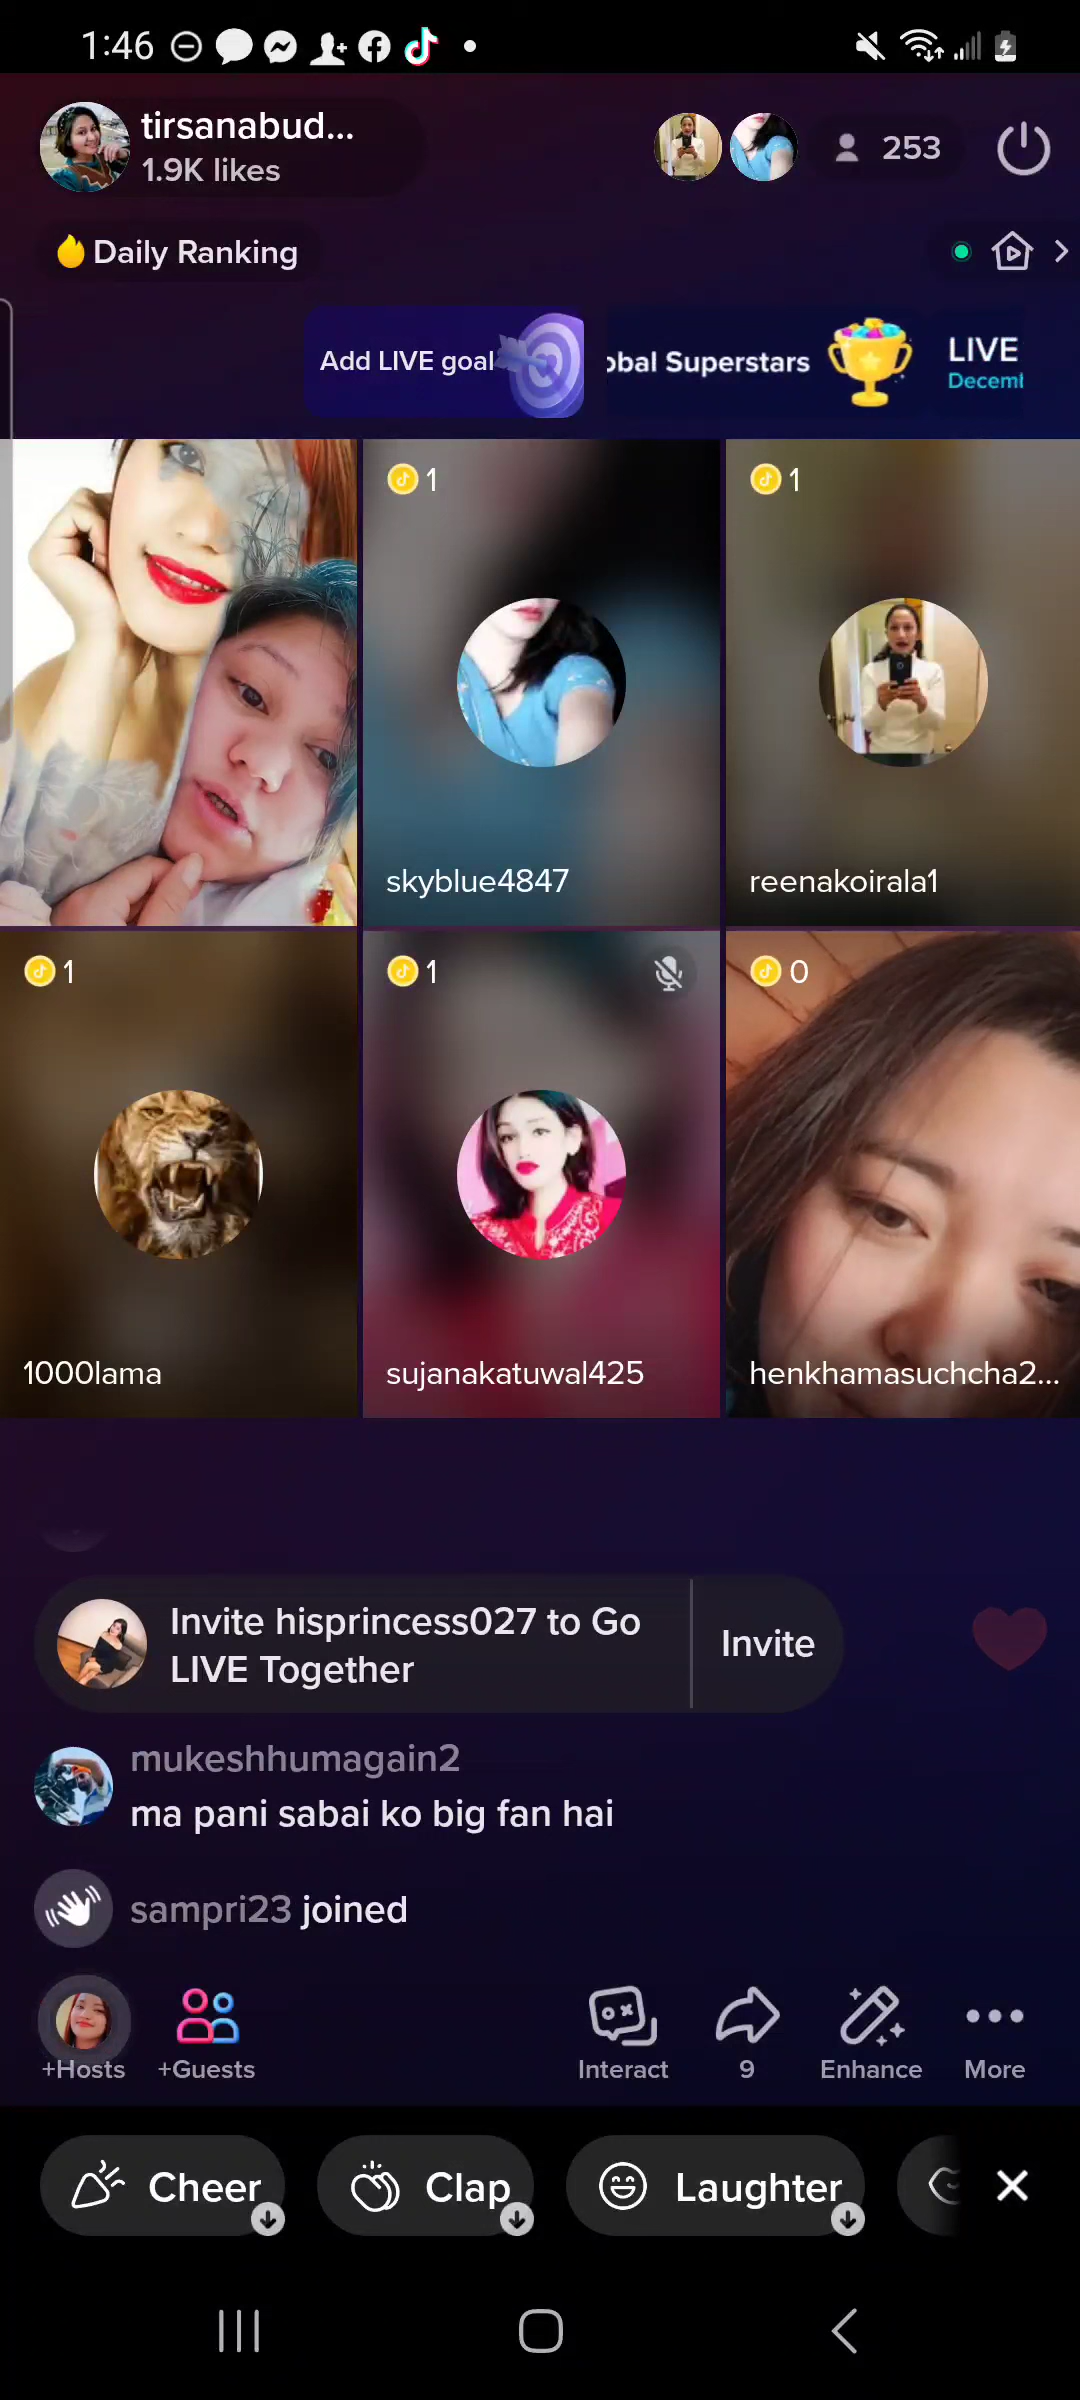 1:46
tirsanabud...
1.9K likes
253
Daily Ranking
Add LIVE goal
obal Superstars
LIVE
Decemb
1
1
skyblue4847
reenakoirala1
1
1
0
1000lama
sujanakatuwal425
henkhamasuchcha2...
Invite hisprincess027 to Go
LIVE Together
Invite
mukeshhumagain2
ma pani sabai ko big fan hai
sampri23 joined
+Hosts
+Guests
Interact
9
Enhance
More
Cheer
Clap
Laughter